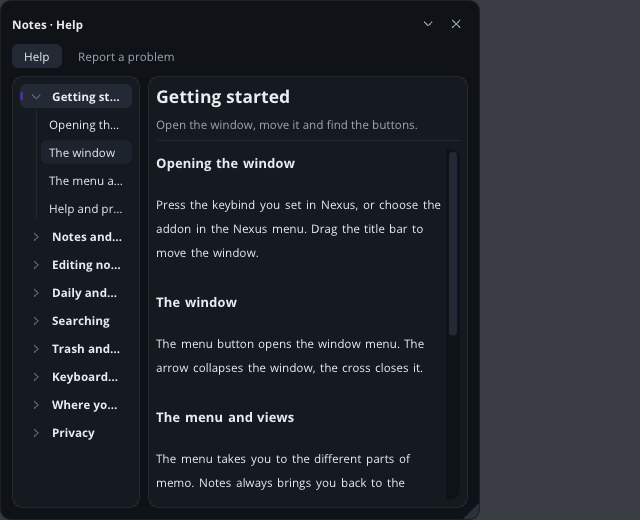 Notes · Help
Help
Report a problem
Getting st...
Opening th...
The window
The menu a...
Help and pr...
Notes and...
Editing no...
Daily and...
Searching
Trash and...
Keyboard...
Where yo...
Privacy
Getting started
Open the window, move it and find the buttons.
Opening the window
Press the keybind you set in Nexus, or choose the
addon in the Nexus menu. Drag the title bar to
move the window.
The window
The menu button opens the window menu. The
arrow collapses the window, the cross closes it.
The menu and views
The menu takes you to the different parts of
memo. Notes always brings you back to the